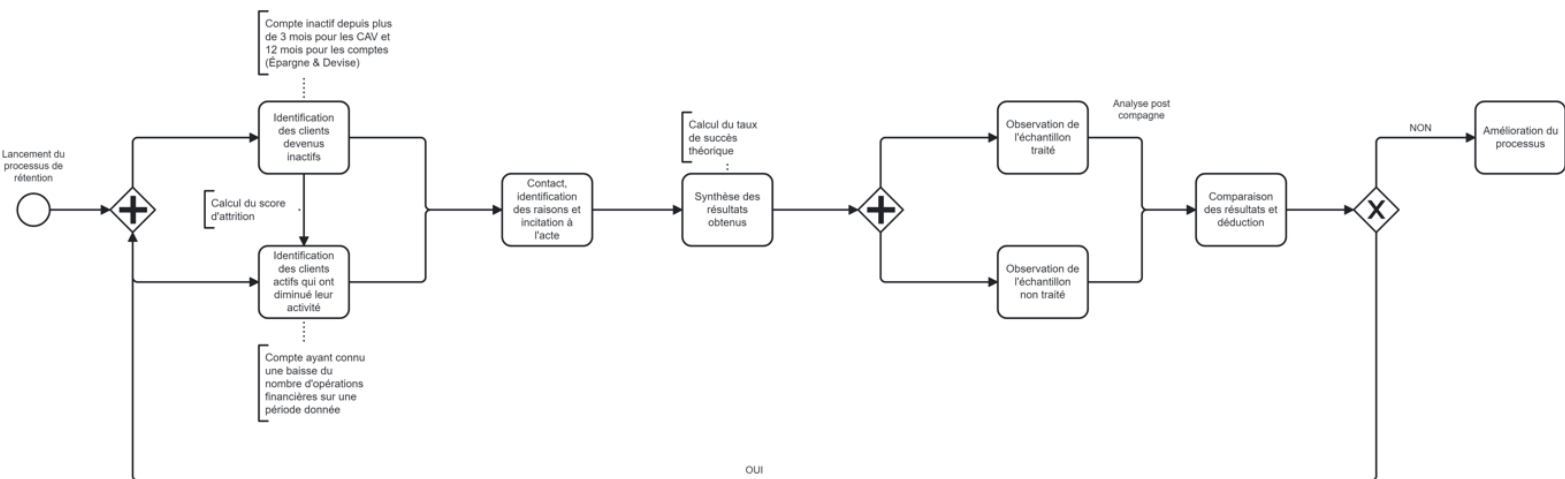 Compte inactif depuis plus
de 3 mois pour les CAV et
12 mois pour les comptes
(Épargne & Devise)
Lancement du
processus de
rétention
Identification
des clients
devenus
inactifs
Calcul du score
d'attrition
Identification
des clients
actifs qui ont
diminué leur
activité
Compte ayant connu
une baisse du
nombre d'opérations
financières sur une
période donnée
Contact,
identification
des raisons et
incitation à
l'acte
Calcul du taux
de succès
théorique
Synthèse des
résultats
obtenus
Observation de
l'échantillon
traité
Observation de
l'échantillon
non traité
Analyse post
compagne
Comparaison
des résultats et
déduction
X
NON
Amélioration du
processus
OUI